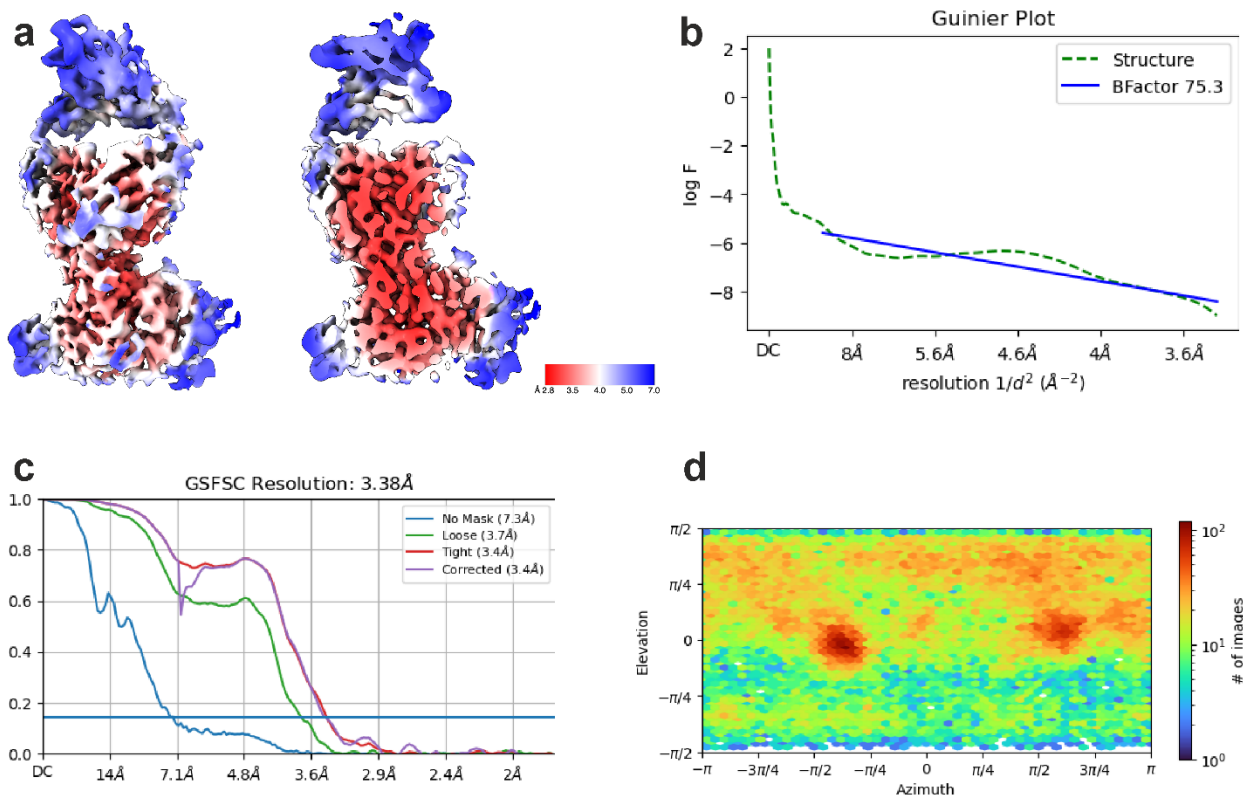 a
Å 2.8 3.5 4.0 5.0 7.0
b
Guinier Plot
Structure
BFactor 75.3
log F
2
0
−2
−4
−6
−8
DC 8Å 5.6Å 4.6Å 4Å 3.6Å
resolution 1/d² (Å⁻²)
c
GSFSC Resolution: 3.38Å
No Mask (7.3Å)
Loose (3.7Å)
Tight (3.4Å)
Corrected (3.4Å)
1.0
0.8
0.6
0.4
0.2
0.0
DC 14Å 7.1Å 4.8Å 3.6Å 2.9Å 2.4Å 2Å
d
Elevation
π/2
π/4
0
−π/4
−π/2
−π −3π/4 −π/2 −π/4 0 π/4 π/2 3π/4 π
Azimuth
10²
10¹
10⁰
# of images